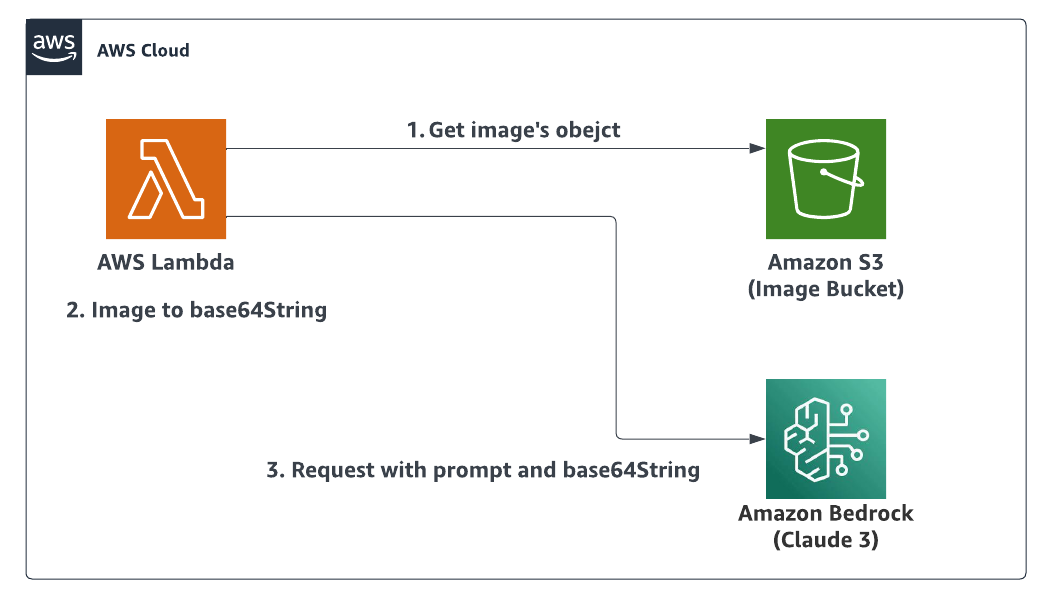 aws
AWS Cloud
1. Get image's obejct
AWS Lambda
Amazon S3
(Image Bucket)
2. Image to base64String
3. Request with prompt and base64String
Amazon Bedrock
(Claude 3)